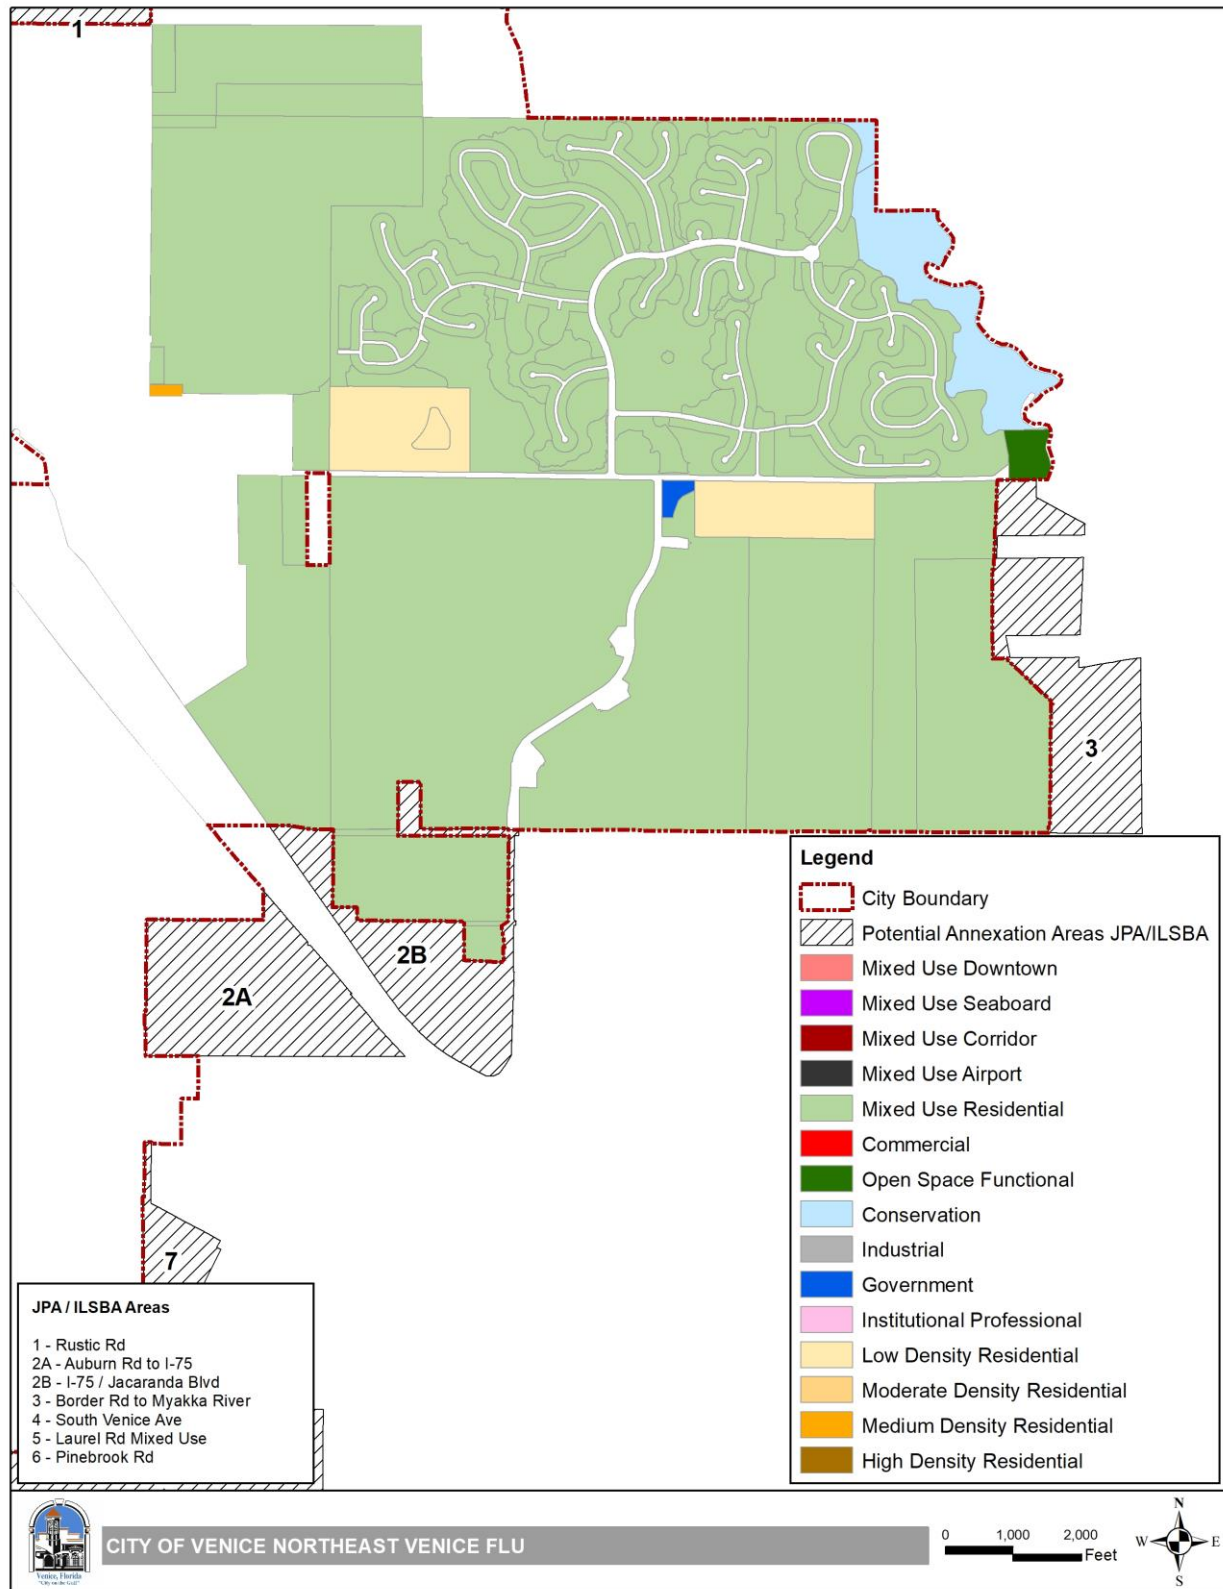 1
3
2B
2A
7
Legend
City Boundary
Potential Annexation Areas JPA/ILSBA
Mixed Use Downtown
Mixed Use Seaboard
Mixed Use Corridor
Mixed Use Airport
Mixed Use Residential
Commercial
Open Space Functional
Conservation
Industrial
Government
Institutional Professional
Low Density Residential
Moderate Density Residential
Medium Density Residential
High Density Residential
JPA / ILSBA Areas
1 - Rustic Rd
2A - Auburn Rd to I-75
2B - I-75 / Jacaranda Blvd
3 - Border Rd to Myakka River
4 - South Venice Ave
5 - Laurel Rd Mixed Use
6 - Pinebrook Rd
Venice, Florida
"City on the Gulf"
CITY OF VENICE NORTHEAST VENICE FLU
0 1,000 2,000
Feet
N
W E
S